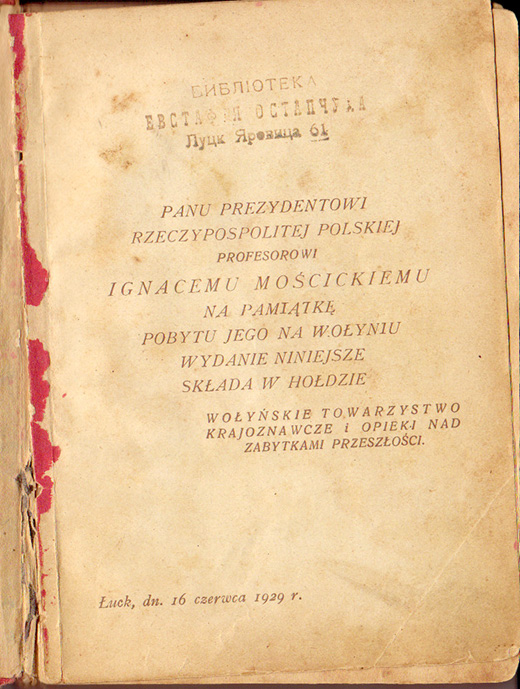 БИБЛІОТЕКА
ЕВСТАФІЯ ОСТАПЧУКА
Луцк Яровица 61
PANU PREZYDENTOWI
RZECZYPOSPOLITEJ POLSKIEJ
PROFESOROWI
IGNACEMU MOŚCICKIEMU
NA PAMIĄTKĘ
POBYTU JEGO NA WOŁYNIU
WYDANIE NINIEJSZE
SKŁADA W HOŁDZIE
WOŁYŃSKIE TOWARZYSTWO
KRAJOZNAWCZE i OPIEKI NAD
ZABYTKAMI PRZESZŁOŚCI.
Łuck, dn. 16 czerwca 1929 r.